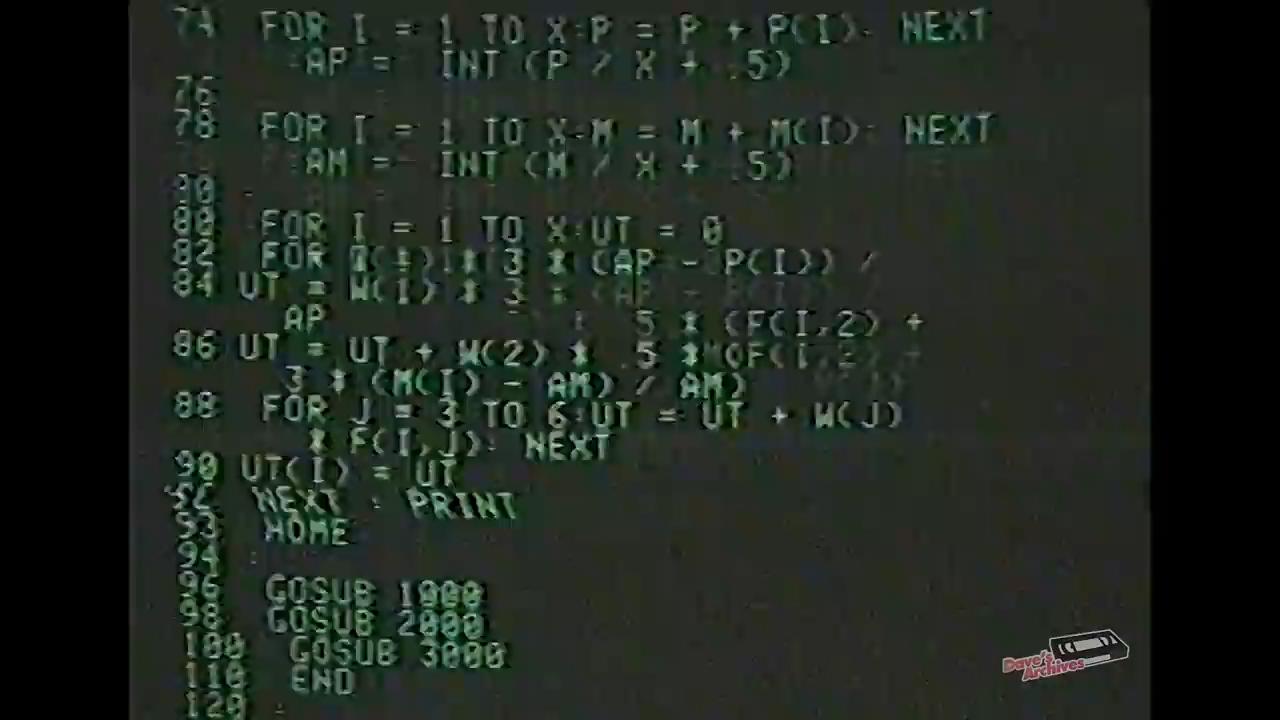 74 FOR I = 1 TO X:P = P + P(I): NEXT
:AP = INT (P / X + .5)
76
78 FOR I = 1 TO X:M = M + M(I): NEXT
:AM = INT (M / X + .5)
80 FOR I = 1 TO X:UT = 0
82 FOR
84 UT = W(1) * 3 * (AP - P(I)) /
AP
86 UT = UT + W(2) * .5 * (F(I,2) +
3 * (M(I) - AM) / AM)
88 FOR J = 3 TO 6:UT = UT + W(J)
* F(I,J): NEXT
90 UT(I) = UT
92 NEXT : PRINT
93 HOME
94 :
96 GOSUB 1000
98 GOSUB 2000
100 GOSUB 3000
110 END
120 :
Dave's
Archives